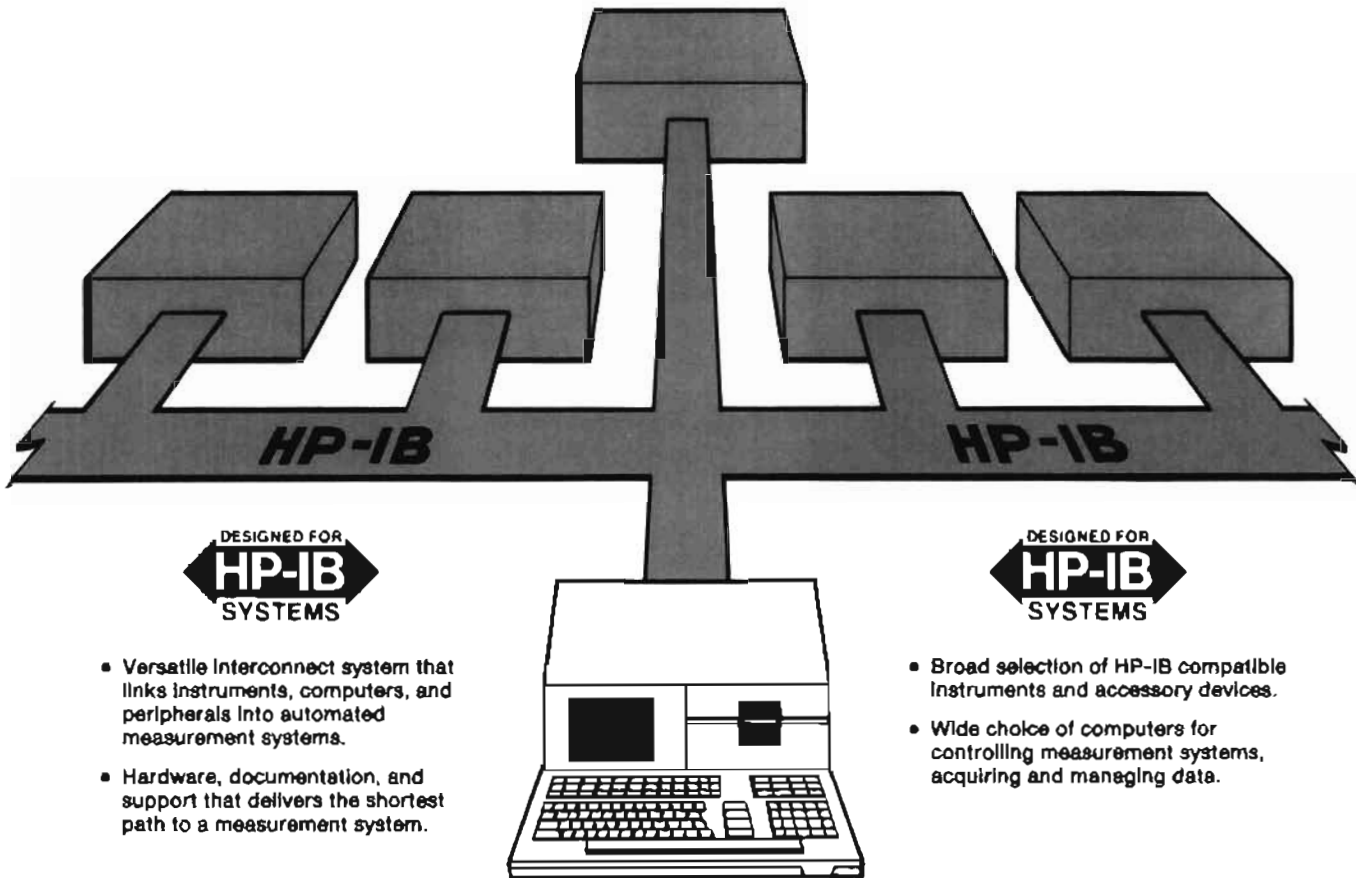 HP-IB
HP-IB
DESIGNED FOR
HP-IB
SYSTEMS
• Versatile interconnect system that
links instruments, computers, and
peripherals into automated
measurement systems.
• Hardware, documentation, and
support that delivers the shortest
path to a measurement system.
DESIGNED FOR
HP-IB
SYSTEMS
• Broad selection of HP-IB compatible
instruments and accessory devices.
• Wide choice of computers for
controlling measurement systems,
acquiring and managing data.